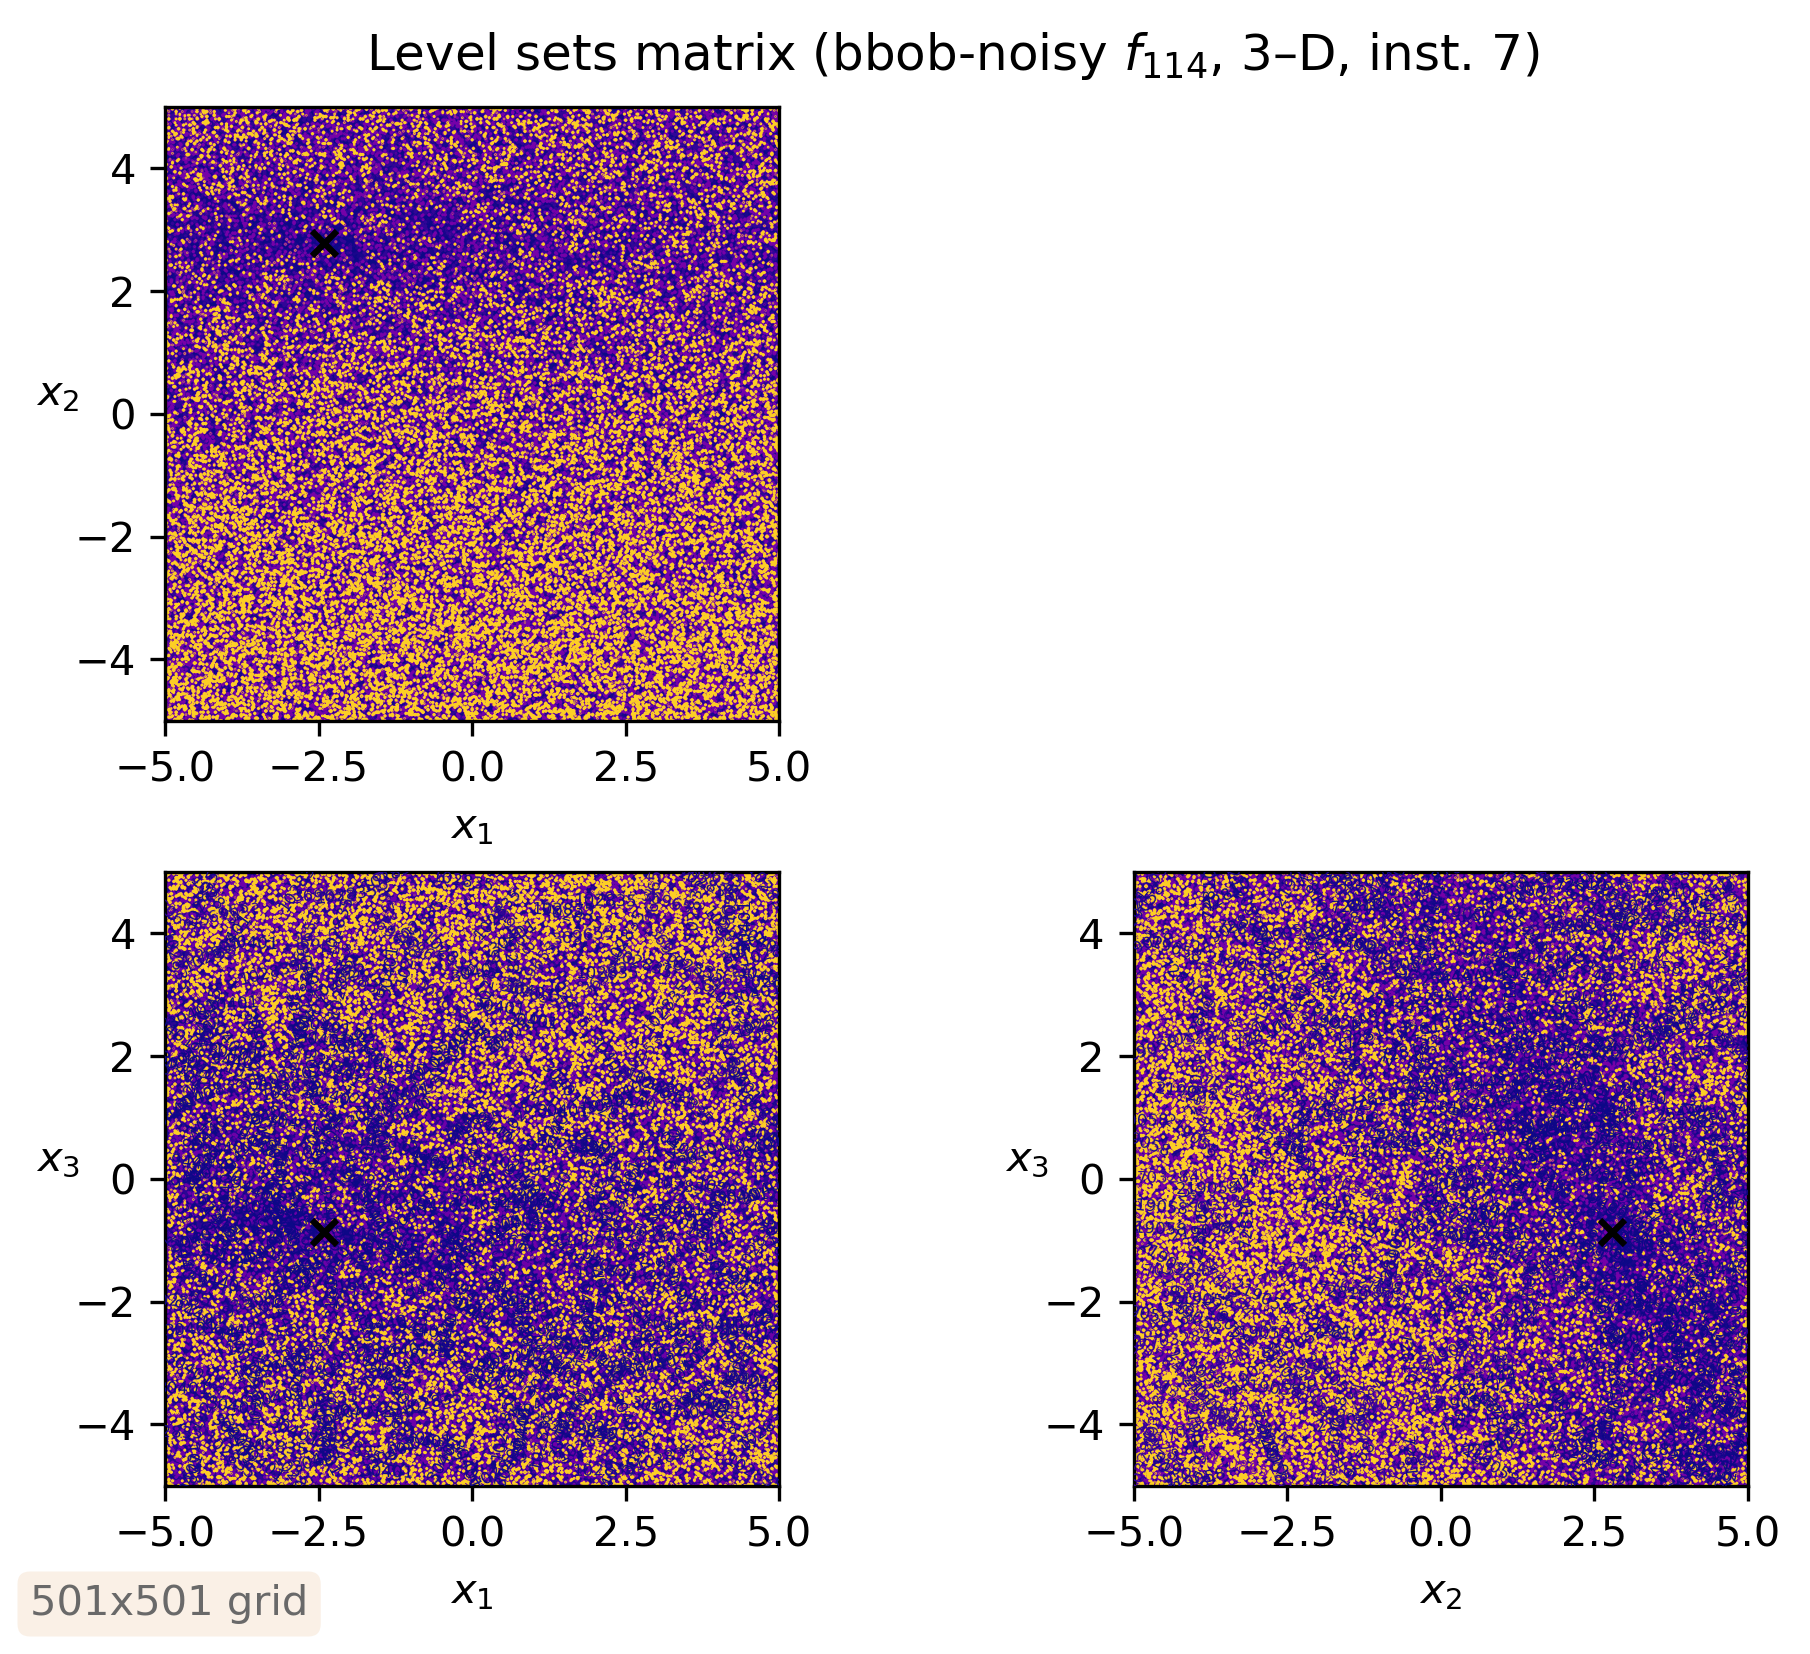 Level sets matrix (bbob-noisy f₁₁₄, 3–D, inst. 7)
4
2
x₂ 0
−2
−4
−5.0 −2.5 0.0 2.5 5.0
x₁
4 4
2 2
x₃ 0 x₃ 0
−2 −2
−4 −4
−5.0 −2.5 0.0 2.5 5.0 −5.0 −2.5 0.0 2.5 5.0
501x501 grid x₁ x₂